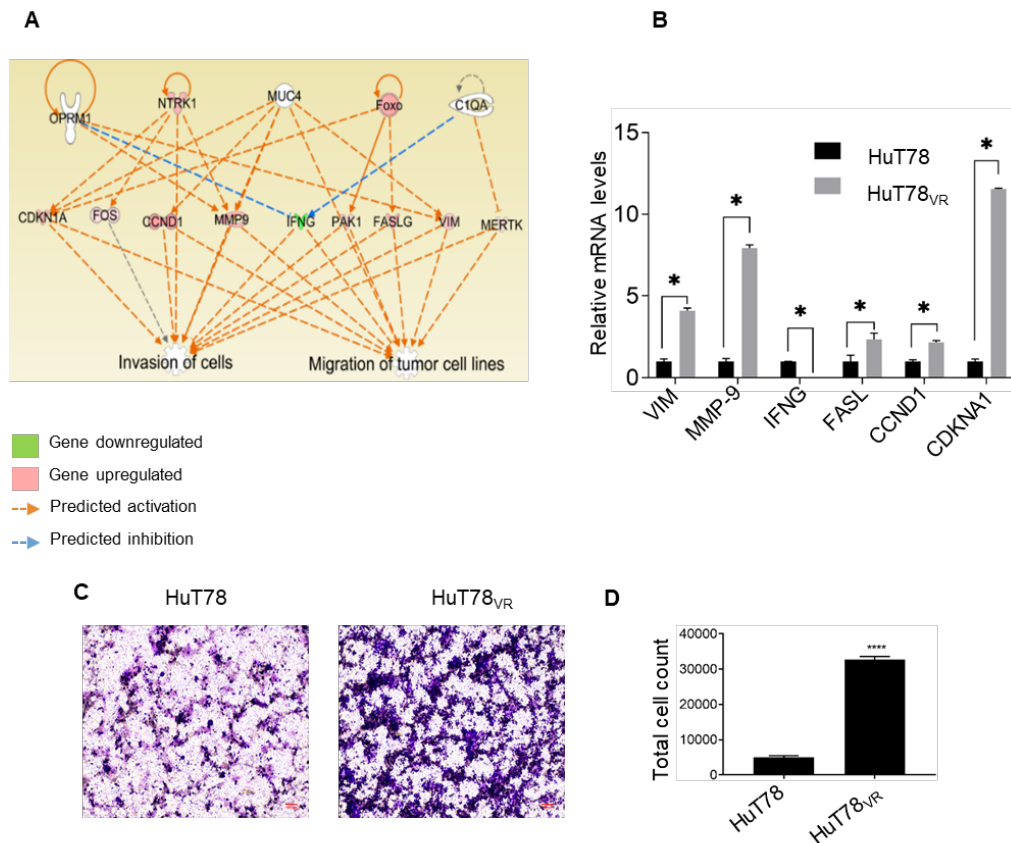 A
OPRM1 NTRK1 MUC4 Foxo C1QA
CDKN1A FOS CCND1 MMP9 IFNG PAK1 FASLG VIM MERTK
Invasion of cells Migration of tumor cell lines
Gene downregulated
Gene upregulated
Predicted activation
Predicted inhibition
B
Relative mRNA levels
15
10
5
0
HuT78
HuT78VR
* * * * * *
VIM MMP-9 IFNG FASL CCND1 CDKNA1
C
HuT78 HuT78VR
D
Total cell count
40000
30000
20000
10000
0
****
HuT78 HuT78VR